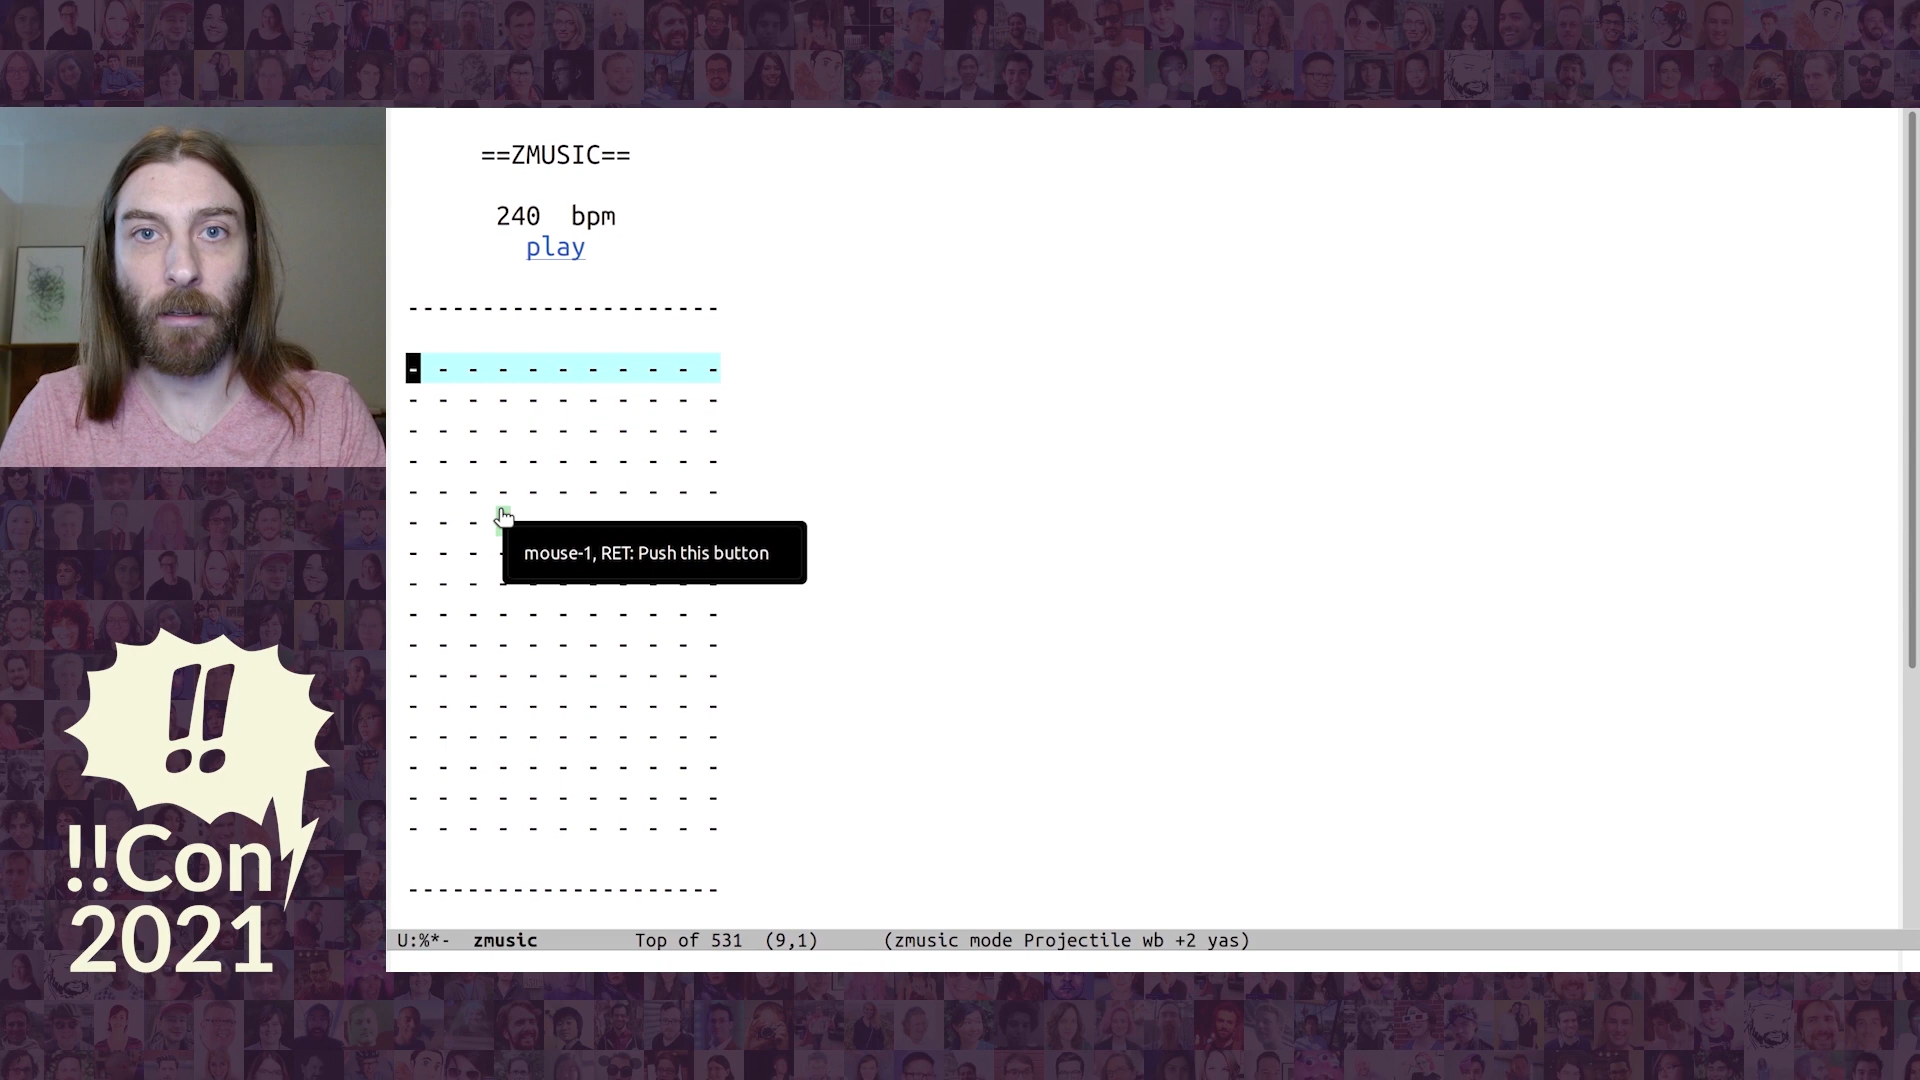 ==ZMUSIC==
240 bpm
play
-------------------
- - - - - - - - - - -
- - - - - - - - - - -
- - - - - - - - - - -
- - - - - - - - - - -
- - - - - - - - - - -
- - -
mouse-1, RET: Push this button
- - - -
- - - - - - - - - - -
- - - - - - - - - - -
- - - - - - - - - - -
- - - - - - - - - - -
- - - - - - - - - - -
- - - - - - - - - - -
- - - - - - - - - - -
- - - - - - - - - - -
- - - - - - - - - - -
-------------------
U:%*- zmusic Top of 531 (9,1) (zmusic mode Projectile wb +2 yas)
!!
!!Con
2021